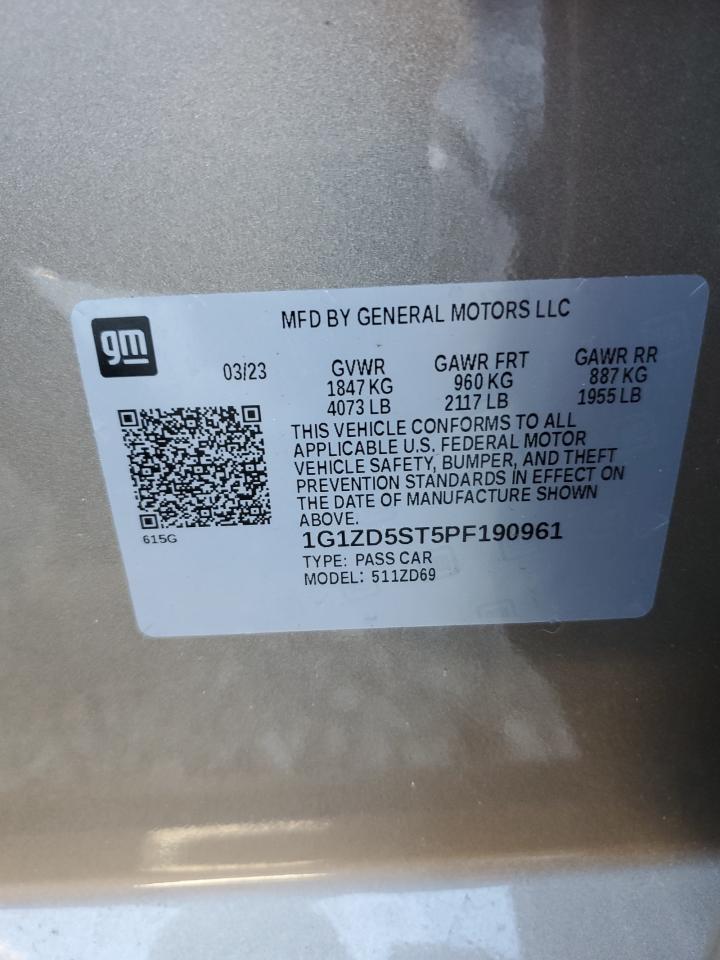 MFD BY GENERAL MOTORS LLC
gm
03/23
GVWR
1847 KG
4073 LB
GAWR FRT
960 KG
2117 LB
GAWR RR
887 KG
1955 LB
THIS VEHICLE CONFORMS TO ALL
APPLICABLE U.S. FEDERAL MOTOR
VEHICLE SAFETY, BUMPER, AND THEFT
PREVENTION STANDARDS IN EFFECT ON
THE DATE OF MANUFACTURE SHOWN
ABOVE.
615G
1G1ZD5ST5PF190961
TYPE: PASS CAR
MODEL: 511ZD69